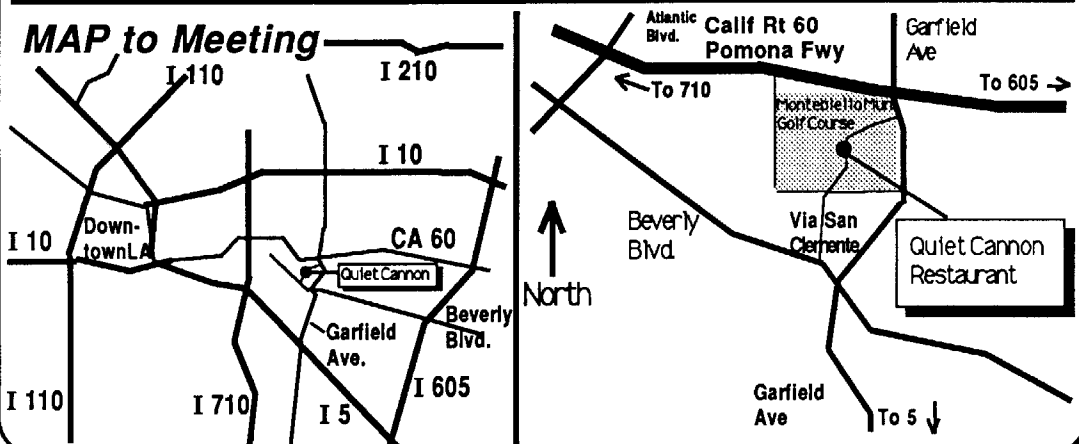 MAP to Meeting
I 110
I 210
I 10
Down-
townLA
I 10
CA 60
Quiet Cannon
Beverly
Blvd.
Garfield
Ave.
I 110
I 710
I 5
I 605
Atlantic
Blvd.
Calif Rt 60
Pomona Fwy
Garfield
Ave
To 710
To 605
Montebello Muni
Golf Course
Beverly
Blvd.
Via San
Clemente
North
Quiet Cannon
Restaurant
Garfield
Ave
To 5